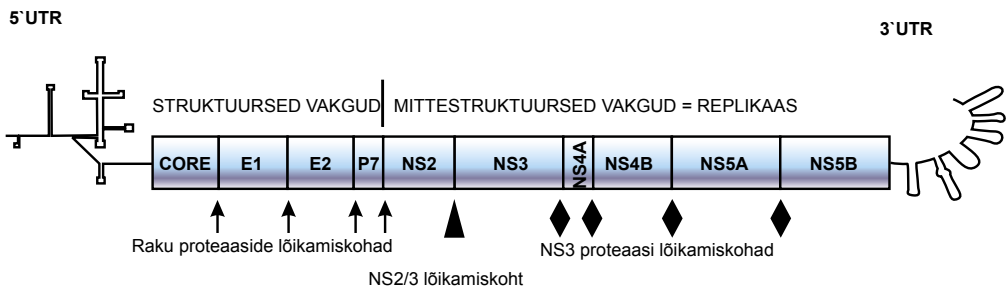 5`UTR
3`UTR
STRUKTUURSED VAKGUD MITTESTRUKTUURSED VAKGUD = REPLIKAAS
CORE E1 E2 P7 NS2 NS3 NS4A NS4B NS5A NS5B
Raku proteaaside lõikamiskohad
NS3 proteaasi lõikamiskohad
NS2/3 lõikamiskoht